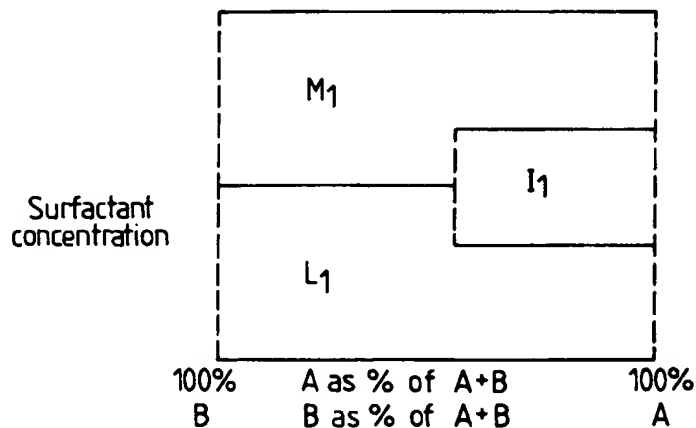 M1
I1
Surfactant
concentration
L1
100% A as % of A+B 100%
B B as % of A+B A